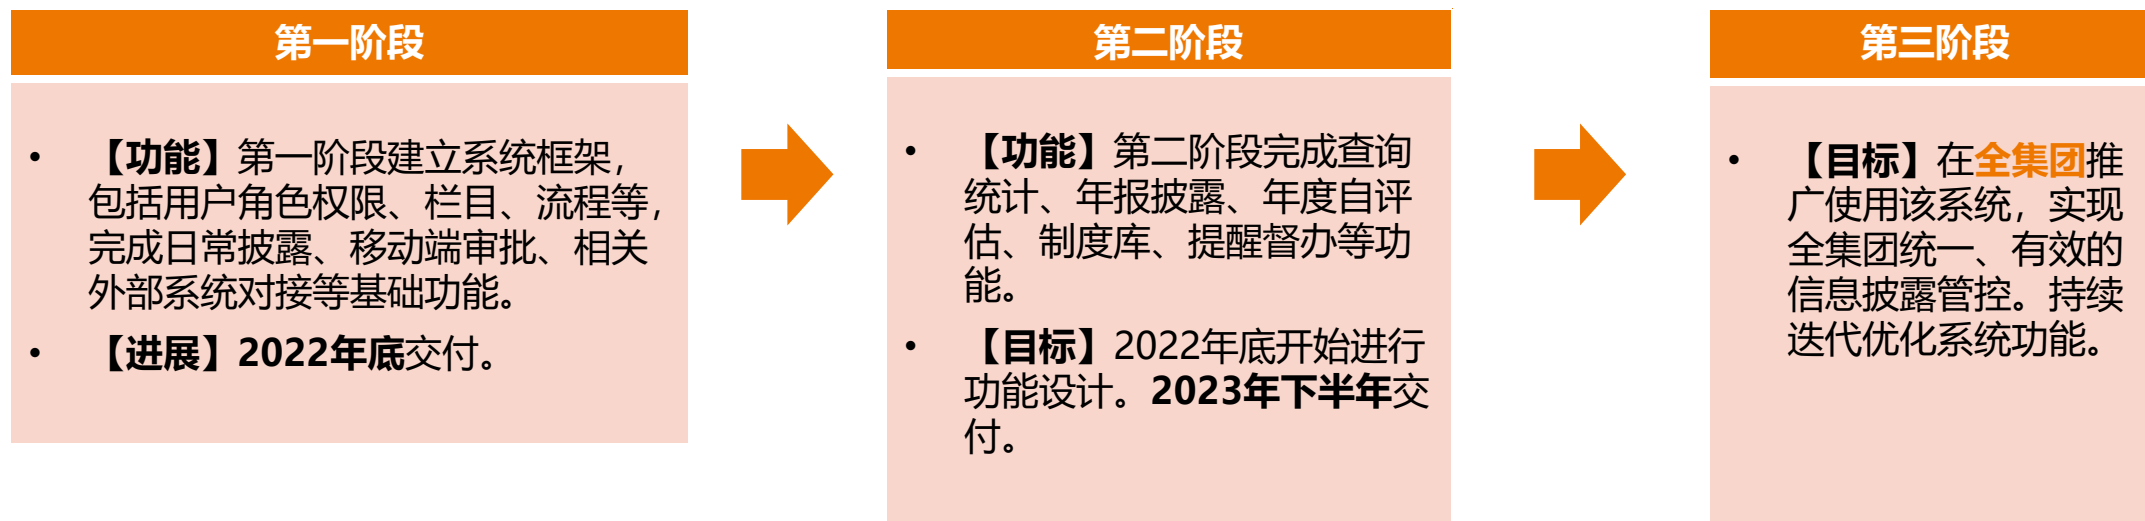 第一阶段
• 【功能】第一阶段建立系统框架，
包括用户角色权限、栏目、流程等，
完成日常披露、移动端审批、相关
外部系统对接等基础功能。
• 【进展】2022年底交付。
第二阶段
• 【功能】第二阶段完成查询
统计、年报披露、年度自评
估、制度库、提醒督办等功
能。
• 【目标】2022年底开始进行
功能设计。2023年下半年交
付。
第三阶段
• 【目标】在全集团推
广使用该系统，实现
全集团统一、有效的
信息披露管控。持续
迭代优化系统功能。